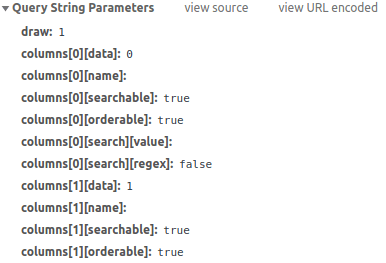 Query String Parameters view source view URL encoded
draw: 1
columns[0][data]: 0
columns[0][name]:
columns[0][searchable]: true
columns[0][orderable]: true
columns[0][search][value]:
columns[0][search][regex]: false
columns[1][data]: 1
columns[1][name]:
columns[1][searchable]: true
columns[1][orderable]: true